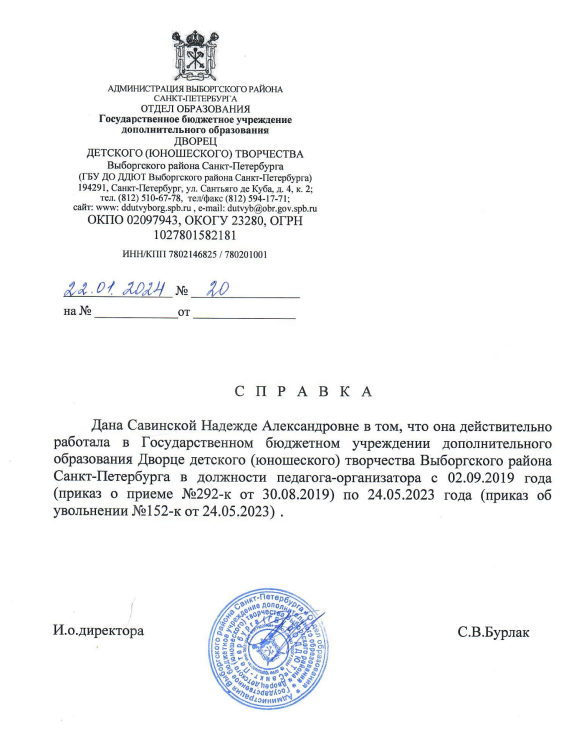 АДМИНИСТРАЦИЯ ВЫБОРГСКОГО РАЙОНА
САНКТ-ПЕТЕРБУРГА
ОТДЕЛ ОБРАЗОВАНИЯ
Государственное бюджетное учреждение
дополнительного образования
ДВОРЕЦ
ДЕТСКОГО (ЮНОШЕСКОГО) ТВОРЧЕСТВА
Выборгского района Санкт-Петербурга
(ГБУ ДО ДДЮТ Выборгского района Санкт-Петербурга)
194291, Санкт-Петербург, ул. Сантьяго де Куба, д. 4, к. 2;
тел. (812) 510-67-78, тел/факс (812) 594-17-71;
сайт: www: ddutvyborg.spb.ru , e-mail: dutvyb@obr.gov.spb.ru
ОКПО 02097943, ОКОГУ 23280, ОГРН
1027801582181
ИНН/КПП 7802146825 / 780201001
22.01.2024 № 20
на № ______________от _________________
С П Р А В К А
Дана Савинской Надежде Александровне в том, что она действительно
работала в Государственном бюджетном учреждении дополнительного
образования Дворце детского (юношеского) творчества Выборгского района
Санкт-Петербурга в должности педагога-организатора с 02.09.2019 года
(приказ о приеме №292-к от 30.08.2019) по 24.05.2023 года (приказ об
увольнении №152-к от 24.05.2023) .
И.о.директора С.В.Бурлак